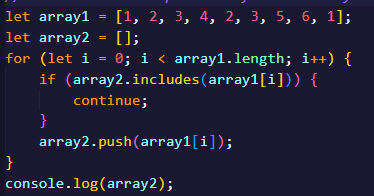 let array1 = [1, 2, 3, 4, 2, 3, 5, 6, 1];
let array2 = [];
for (let i = 0; i < array1.length; i++) {
    if (array2.includes(array1[i])) {
        continue;
    }
    array2.push(array1[i]);
}
console.log(array2);